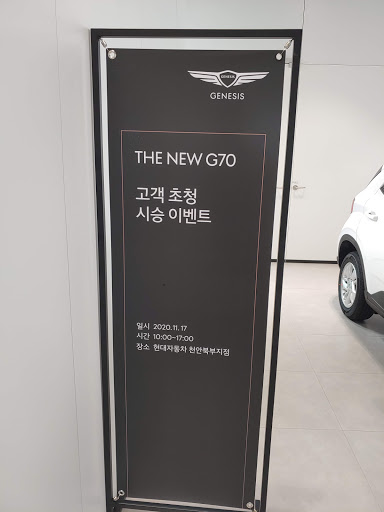 GENESIS
GENESIS
THE NEW G70
고객 초청
시승 이벤트
일시 2020.11.17
시간 10:00~17:00
장소 현대자동차 천안북부지점